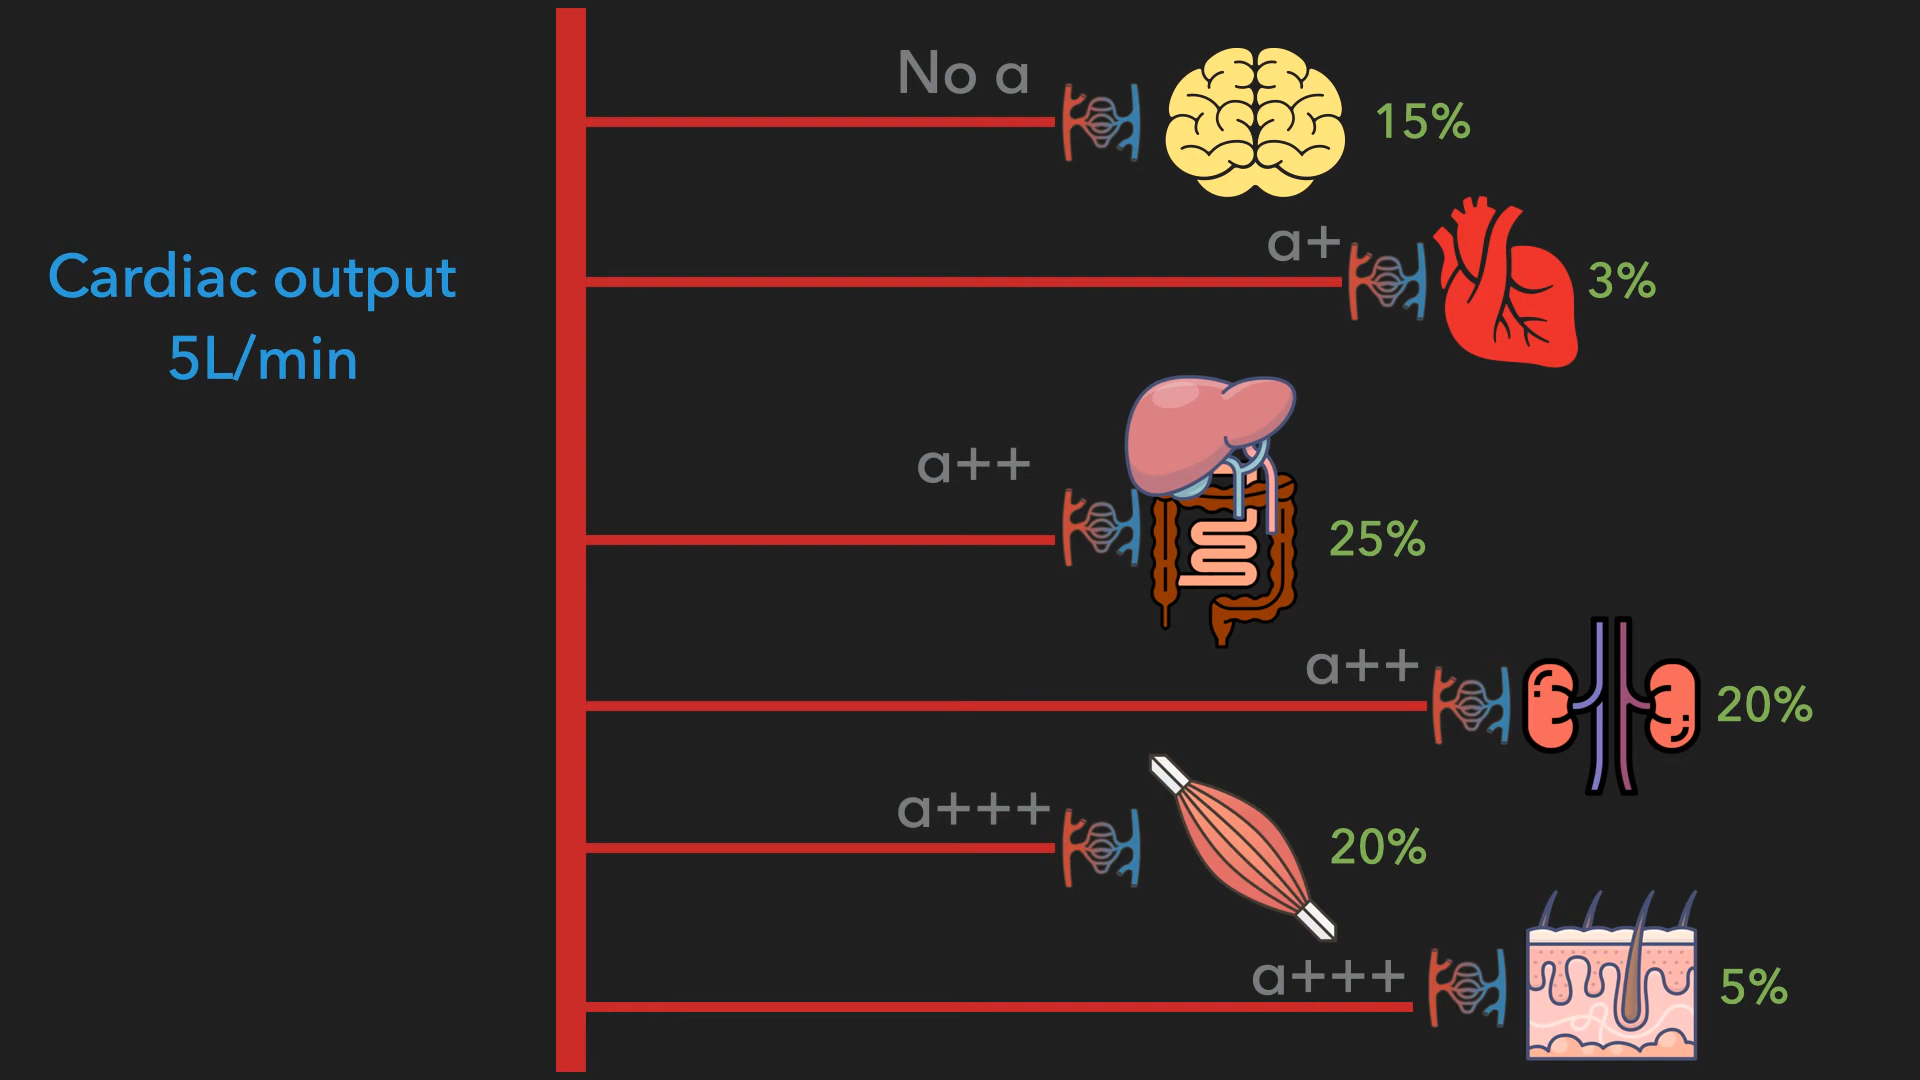 No a
15%
a+
3%
Cardiac output
5L/min
a++
25%
a++
20%
a+++
20%
a+++
5%